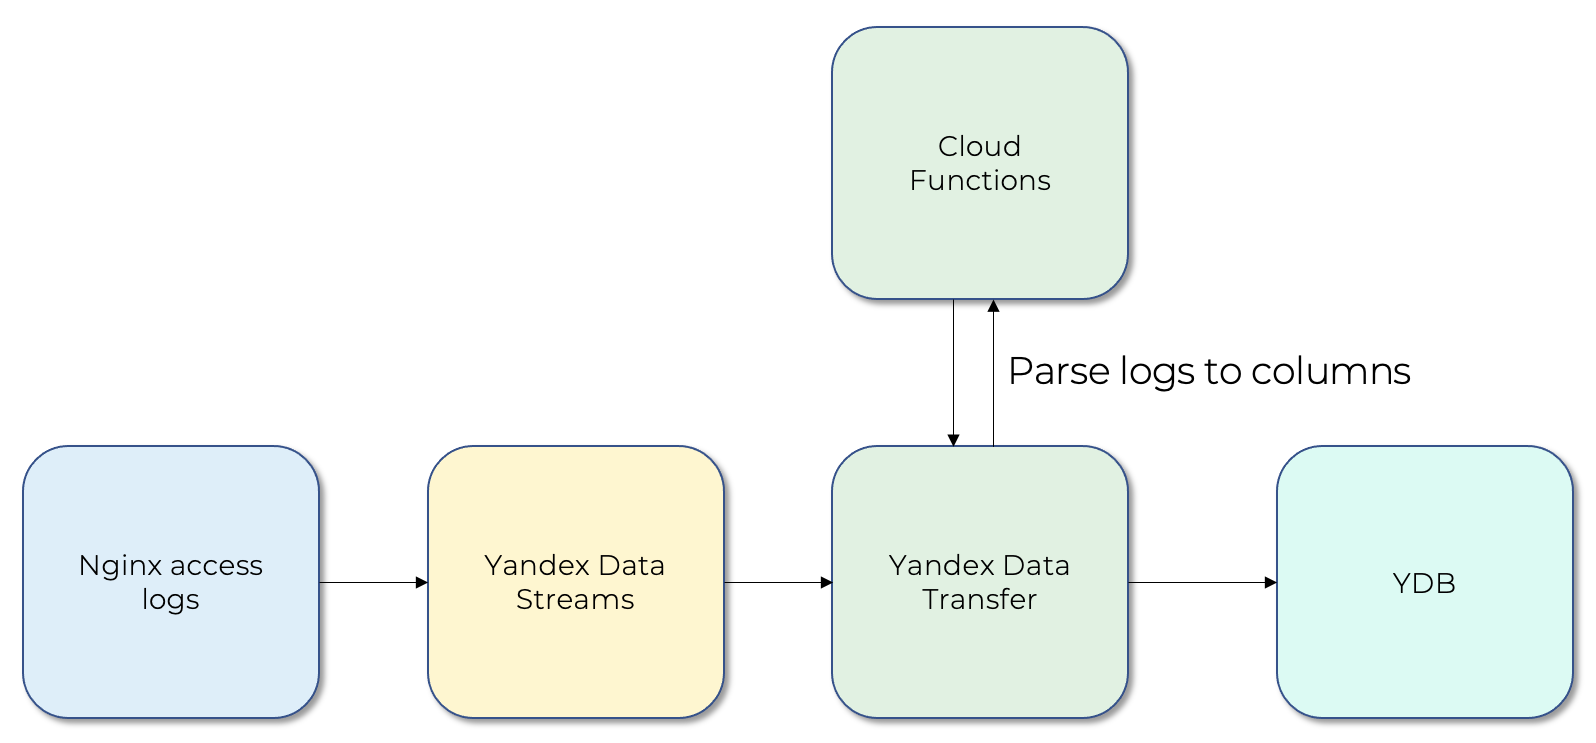 Cloud
Functions
Parse logs to columns
Nginx access
logs
Yandex Data
Streams
Yandex Data
Transfer
YDB